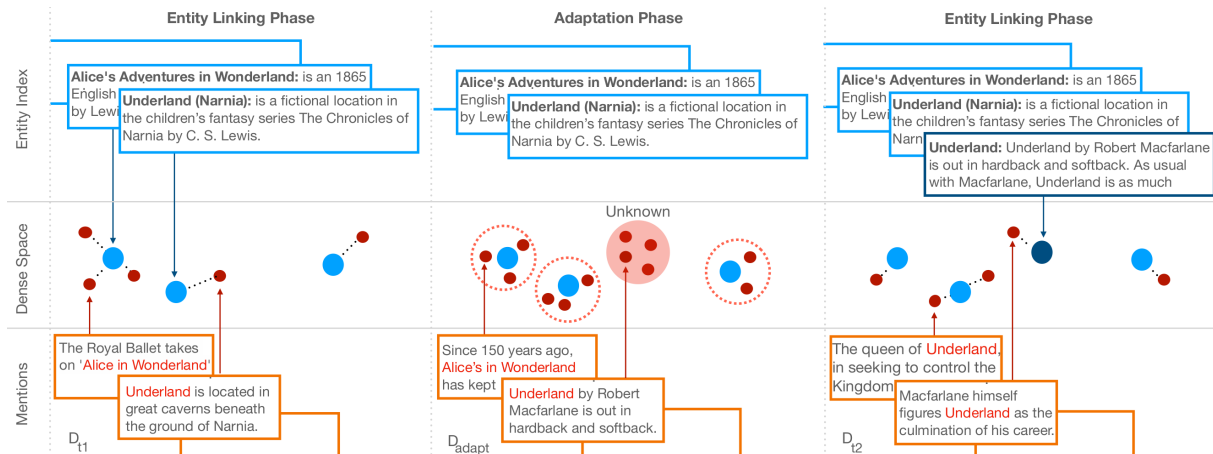 Entity Linking Phase
Adaptation Phase
Entity Linking Phase
Entity Index
Alice's Adventures in Wonderland: is an 1865
English
by Lewi
Underland (Narnia): is a fictional location in
the children's fantasy series The Chronicles of
Narnia by C. S. Lewis.
Alice's Adventures in Wonderland: is an 1865
English
by Lewi
Underland (Narnia): is a fictional location in
the children's fantasy series The Chronicles of
Narnia by C. S. Lewis.
Alice's Adventures in Wonderland: is an 1865
English
by Lewi
Underland (Narnia): is a fictional location in
the children's fantasy series The Chronicles of
Narn
Underland: Underland by Robert Macfarlane
is out in hardback and softback. As usual
with Macfarlane, Underland is as much
Dense Space
Unknown
Mentions
The Royal Ballet takes
on 'Alice in Wonderland'
Underland is located in
great caverns beneath
the ground of Narnia.
Dt1
Since 150 years ago,
Alice's in Wonderland
has kept
Underland by Robert
Macfarlane is out in
hardback and softback.
Dadapt
The queen of Underland,
in seeking to control the
Kingdom
Macfarlane himself
figures Underland as the
culmination of his career.
Dt2